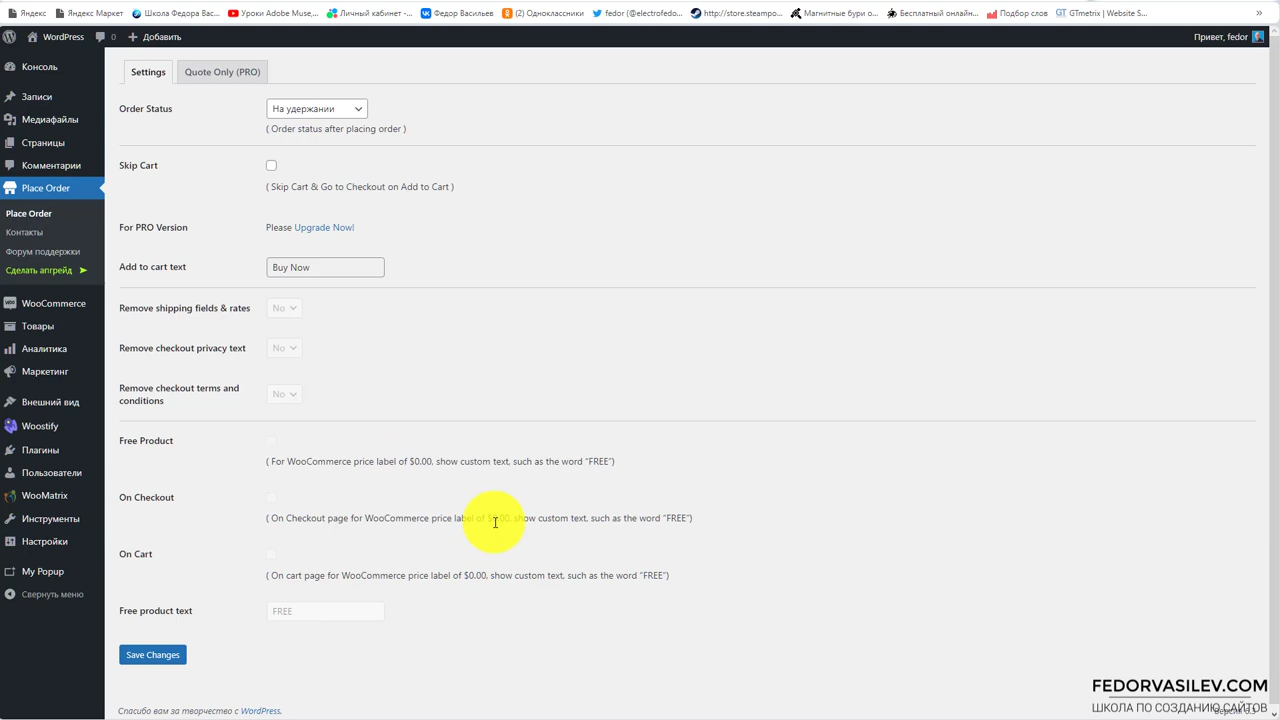 Яндекс
Яндекс Маркет
Школа Федора Вас...
Уроки Adobe Muse,...
Личный кабинет -...
Федор Васильев
(2) Одноклассники
fedor (@electrofedo...
http://store.steampo...
Магнитные бури о...
Бесплатный онлай...
Подбор слов
GTmetrix | Website S...
»
WordPress
0
+ Добавить
Привет, fedor
Консоль
Записи
Медиафайлы
Страницы
Комментарии
Place Order
Place Order
Контакты
Форум поддержки
Сделать апгрейд ➤
WooCommerce
Товары
Аналитика
Маркетинг
Внешний вид
Woostify
Плагины
Пользователи
WooMatrix
Инструменты
Настройки
My Popup
Свернуть меню
Settings
Quote Only (PRO)
Order Status
На удержании
( Order status after placing order )
Skip Cart
( Skip Cart & Go to Checkout on Add to Cart )
For PRO Version
Please Upgrade Now!
Add to cart text
Buy Now
Remove shipping fields & rates
No
Remove checkout privacy text
No
Remove checkout terms and
conditions
No
Free Product
( For WooCommerce price label of $0.00, show custom text, such as the word “FREE”)
On Checkout
( On Checkout page for WooCommerce price label of $0.00, show custom text, such as the word “FREE”)
On Cart
( On cart page for WooCommerce price label of $0.00, show custom text, such as the word “FREE”)
Free product text
FREE
Save Changes
Спасибо вам за творчество с WordPress.
FEDORVASILEV.COM
ШКОЛА ПО СОЗДАНИЮ САЙТОВ